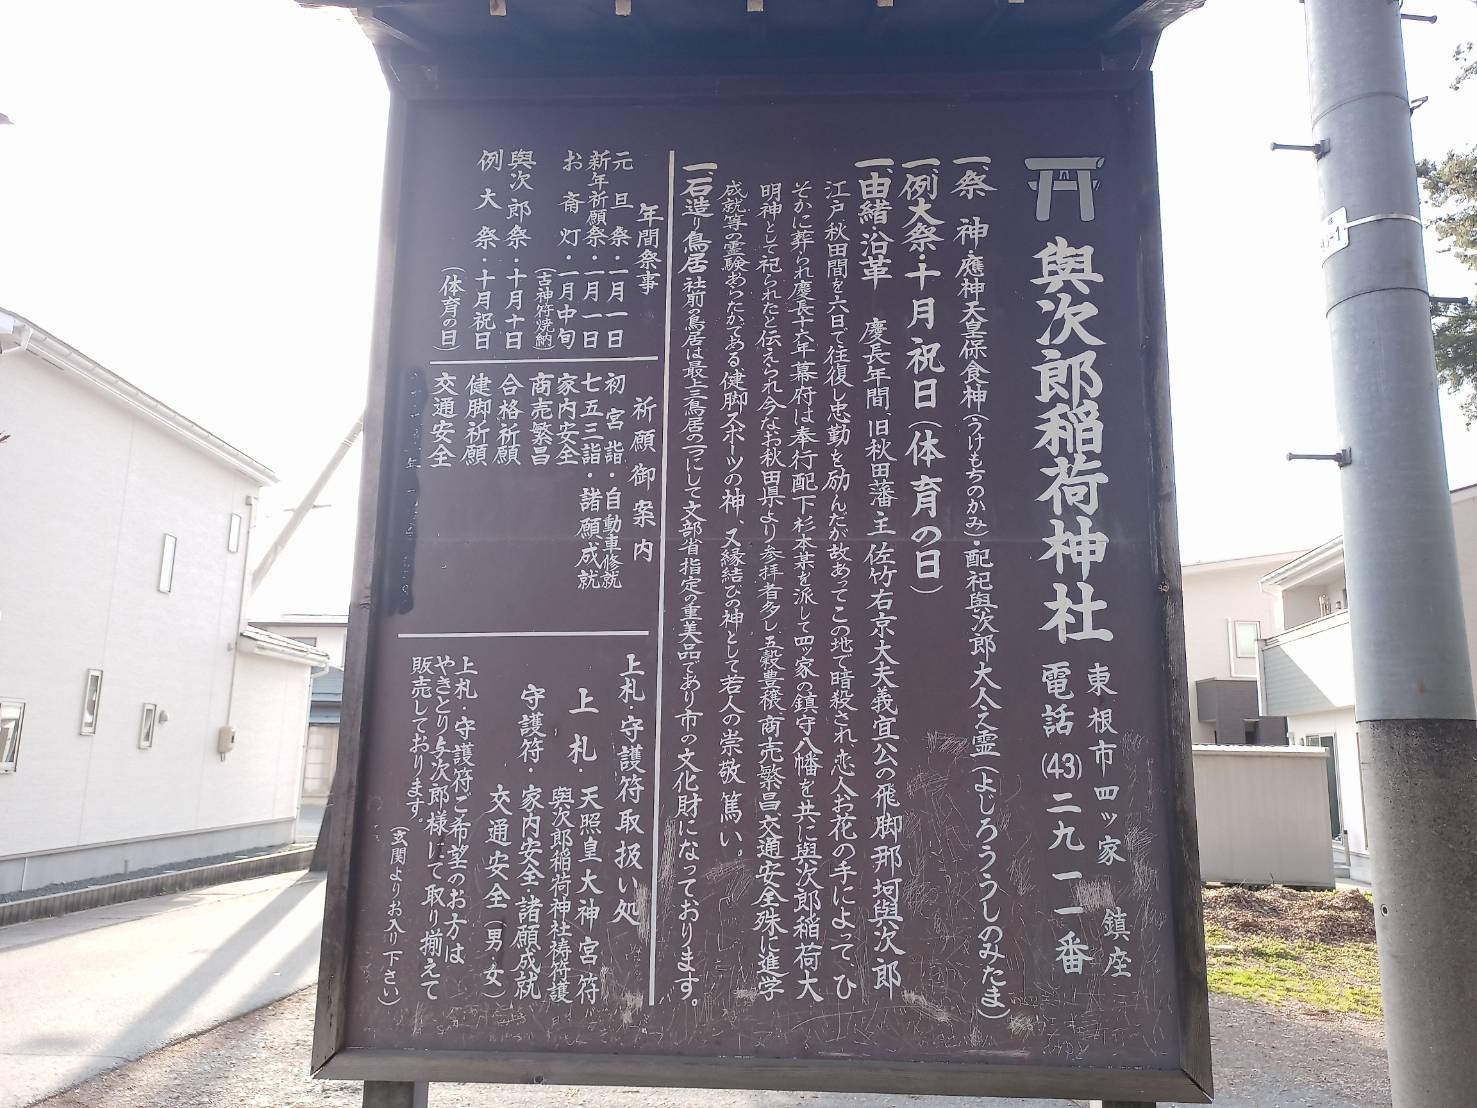 與次郎稲荷神社
東根市四ッ家 鎮座
電話(43)二九一一番
一、祭神・應神天皇保食神(うけもちのかみ)・配祀與次郎大人之霊(よじろううしのみたま)
一、例大祭・十月祝日(体育の日)
一、由緒・沿革 慶長年間、旧秋田藩主佐竹右京大夫義宜公の飛脚那珂與次郎
江戸、秋田間を六日で往復し忠勤を励んだが故あってこの地で暗殺され、恋人お花の手によって、ひ
そかに葬られ慶長十六年幕府は奉行配下杉本某を派して四ッ家の鎮守八幡を共に與次郎稲荷大
明神として祀られたと伝えられ今なお秋田県より参拝者多し、五穀豊穣、商売繁昌交通安全殊に進学
成就等の霊験あらたかである。健脚スポーツの神、又縁結びの神として若人の崇敬篤い。
一、石造り鳥居 社前の鳥居は最上三鳥居の一つにして文部省指定の重美品であり市の文化財になっております。
年間祭事
元旦祭・一月一日
新年祈願祭・一月一日
お斎灯・一月中旬
(古神符焼納)
與次郎祭・十月十日
例大祭・十月祝日
(体育の日)
祈願御案内
初宮詣・自動車修祓
七五三詣・諸願成就
家内安全
商売繁昌
合格祈願
健脚祈願
交通安全
上札・守護符取扱い処
上札・天照皇大神宮符
與次郎稲荷神社祷符護
守護符・家内安全・諸願成就
交通安全(男女)
上札・守護符ご希望のお方は
やきとり与次郎様にて取り揃えて
販売しております。(玄関よりお入り下さい)